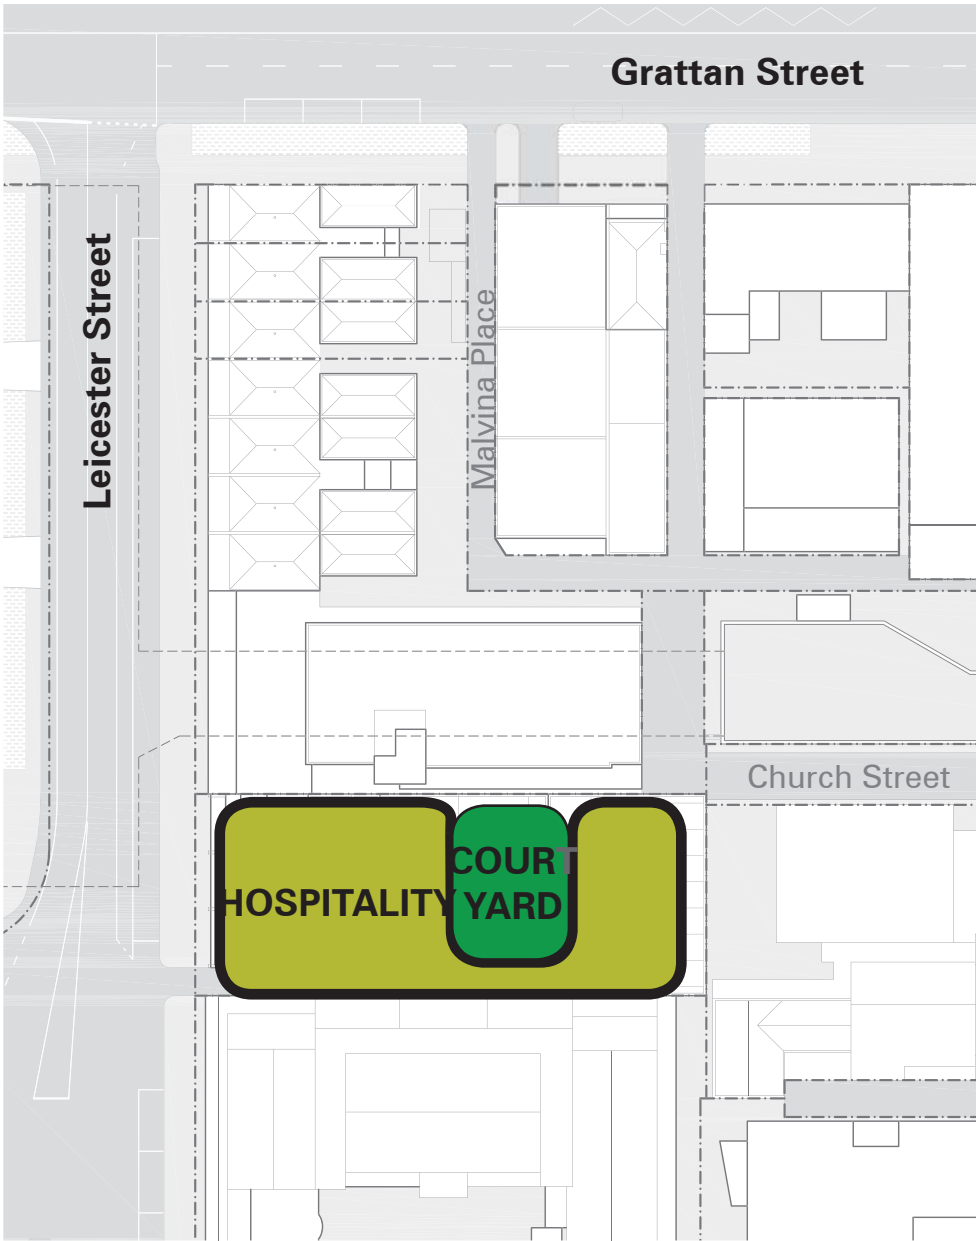 Grattan Street
Leicester Street
Malvina Place
Church Street
HOSPITALITY
COURT
YARD